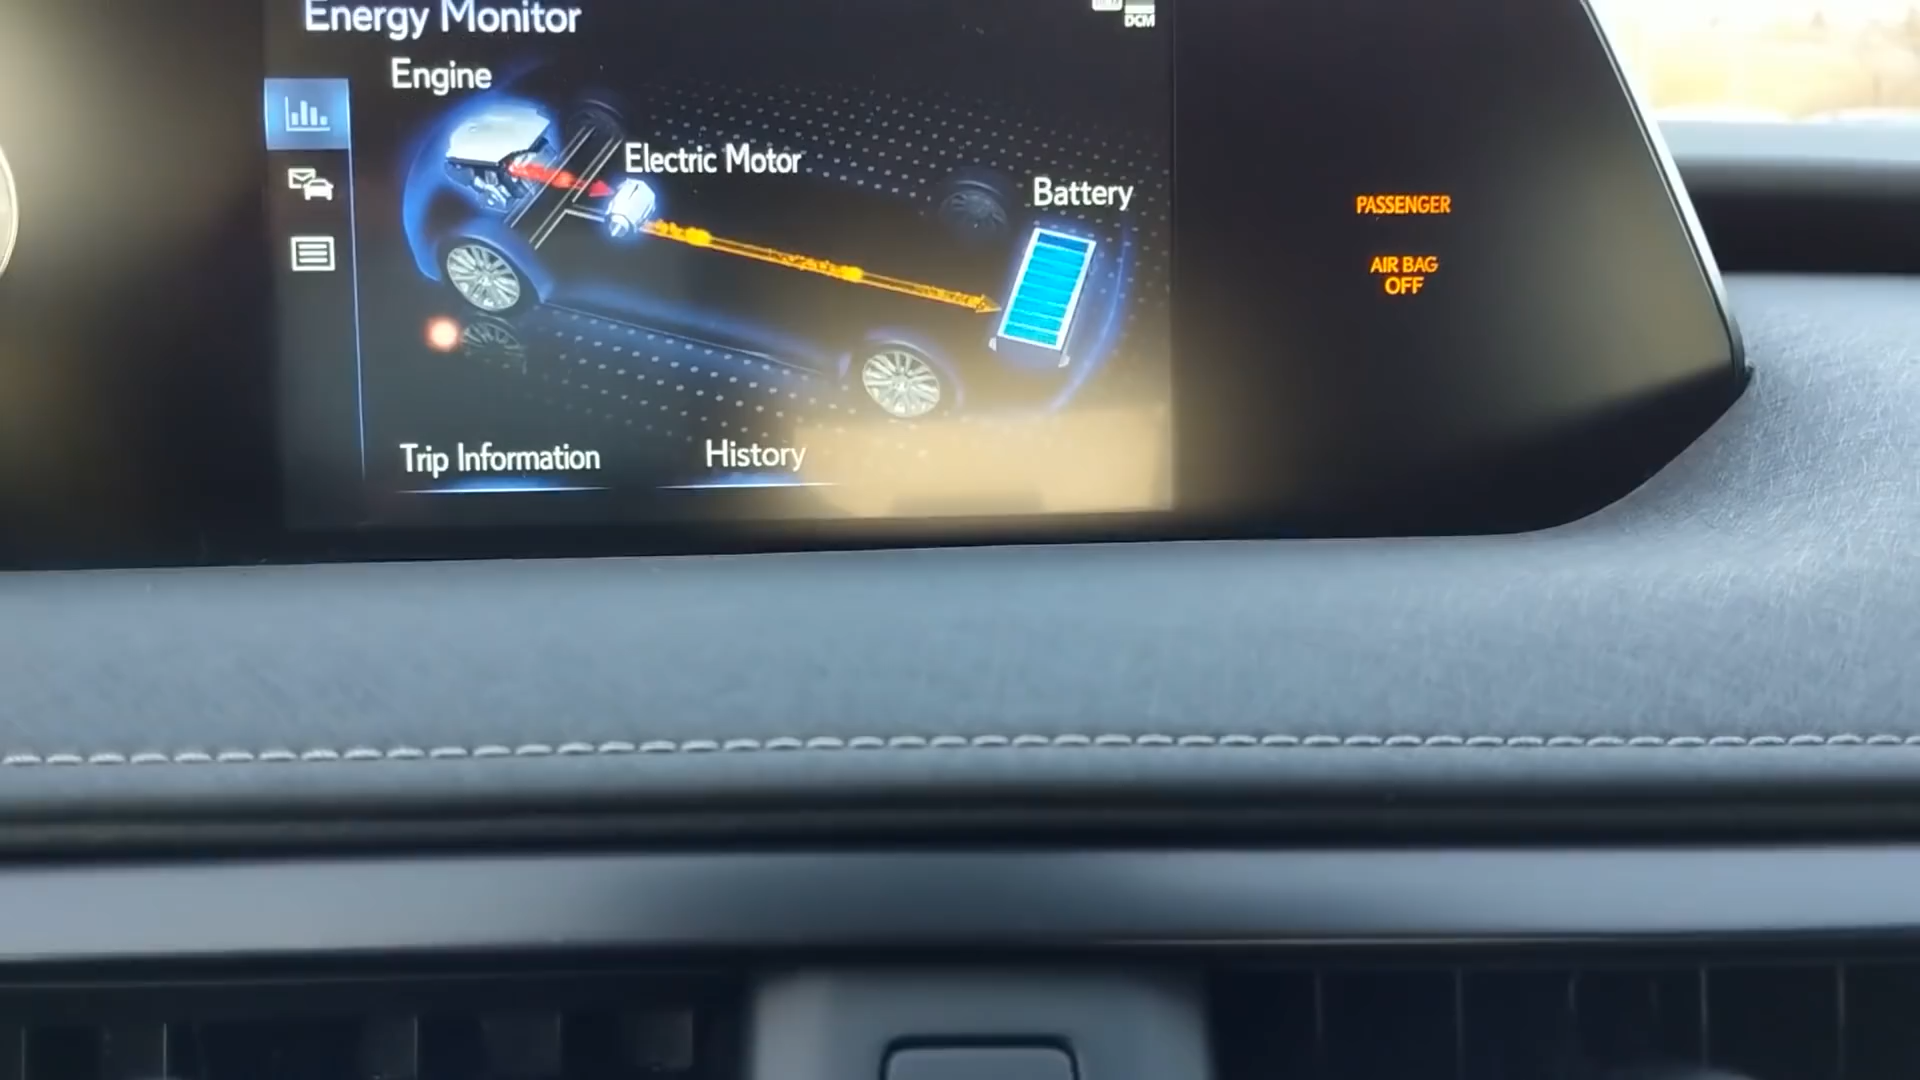 Energy Monitor
DCM
Engine
Electric Motor
Battery
PASSENGER
AIR BAG
OFF
Trip Information
History